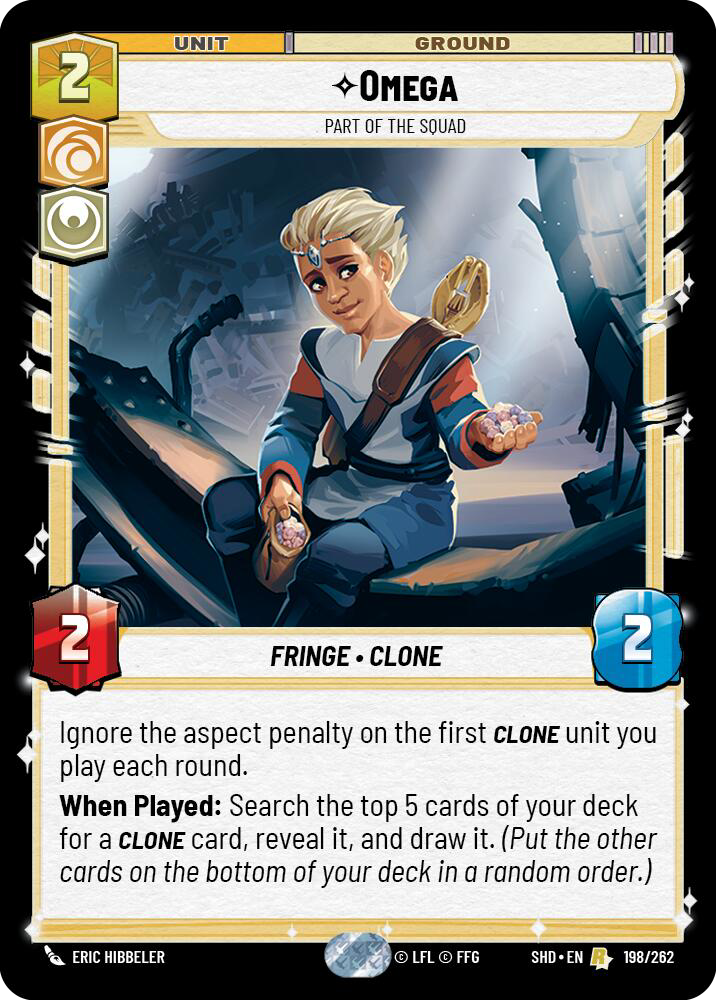 UNIT GROUND
2
✧OMEGA
PART OF THE SQUAD
2
2
FRINGE • CLONE
Ignore the aspect penalty on the first CLONE unit you
play each round.
When Played: Search the top 5 cards of your deck
for a CLONE card, reveal it, and draw it. (Put the other
cards on the bottom of your deck in a random order.)
ERIC HIBBELER © LFL © FFG SHD • EN R 198/262